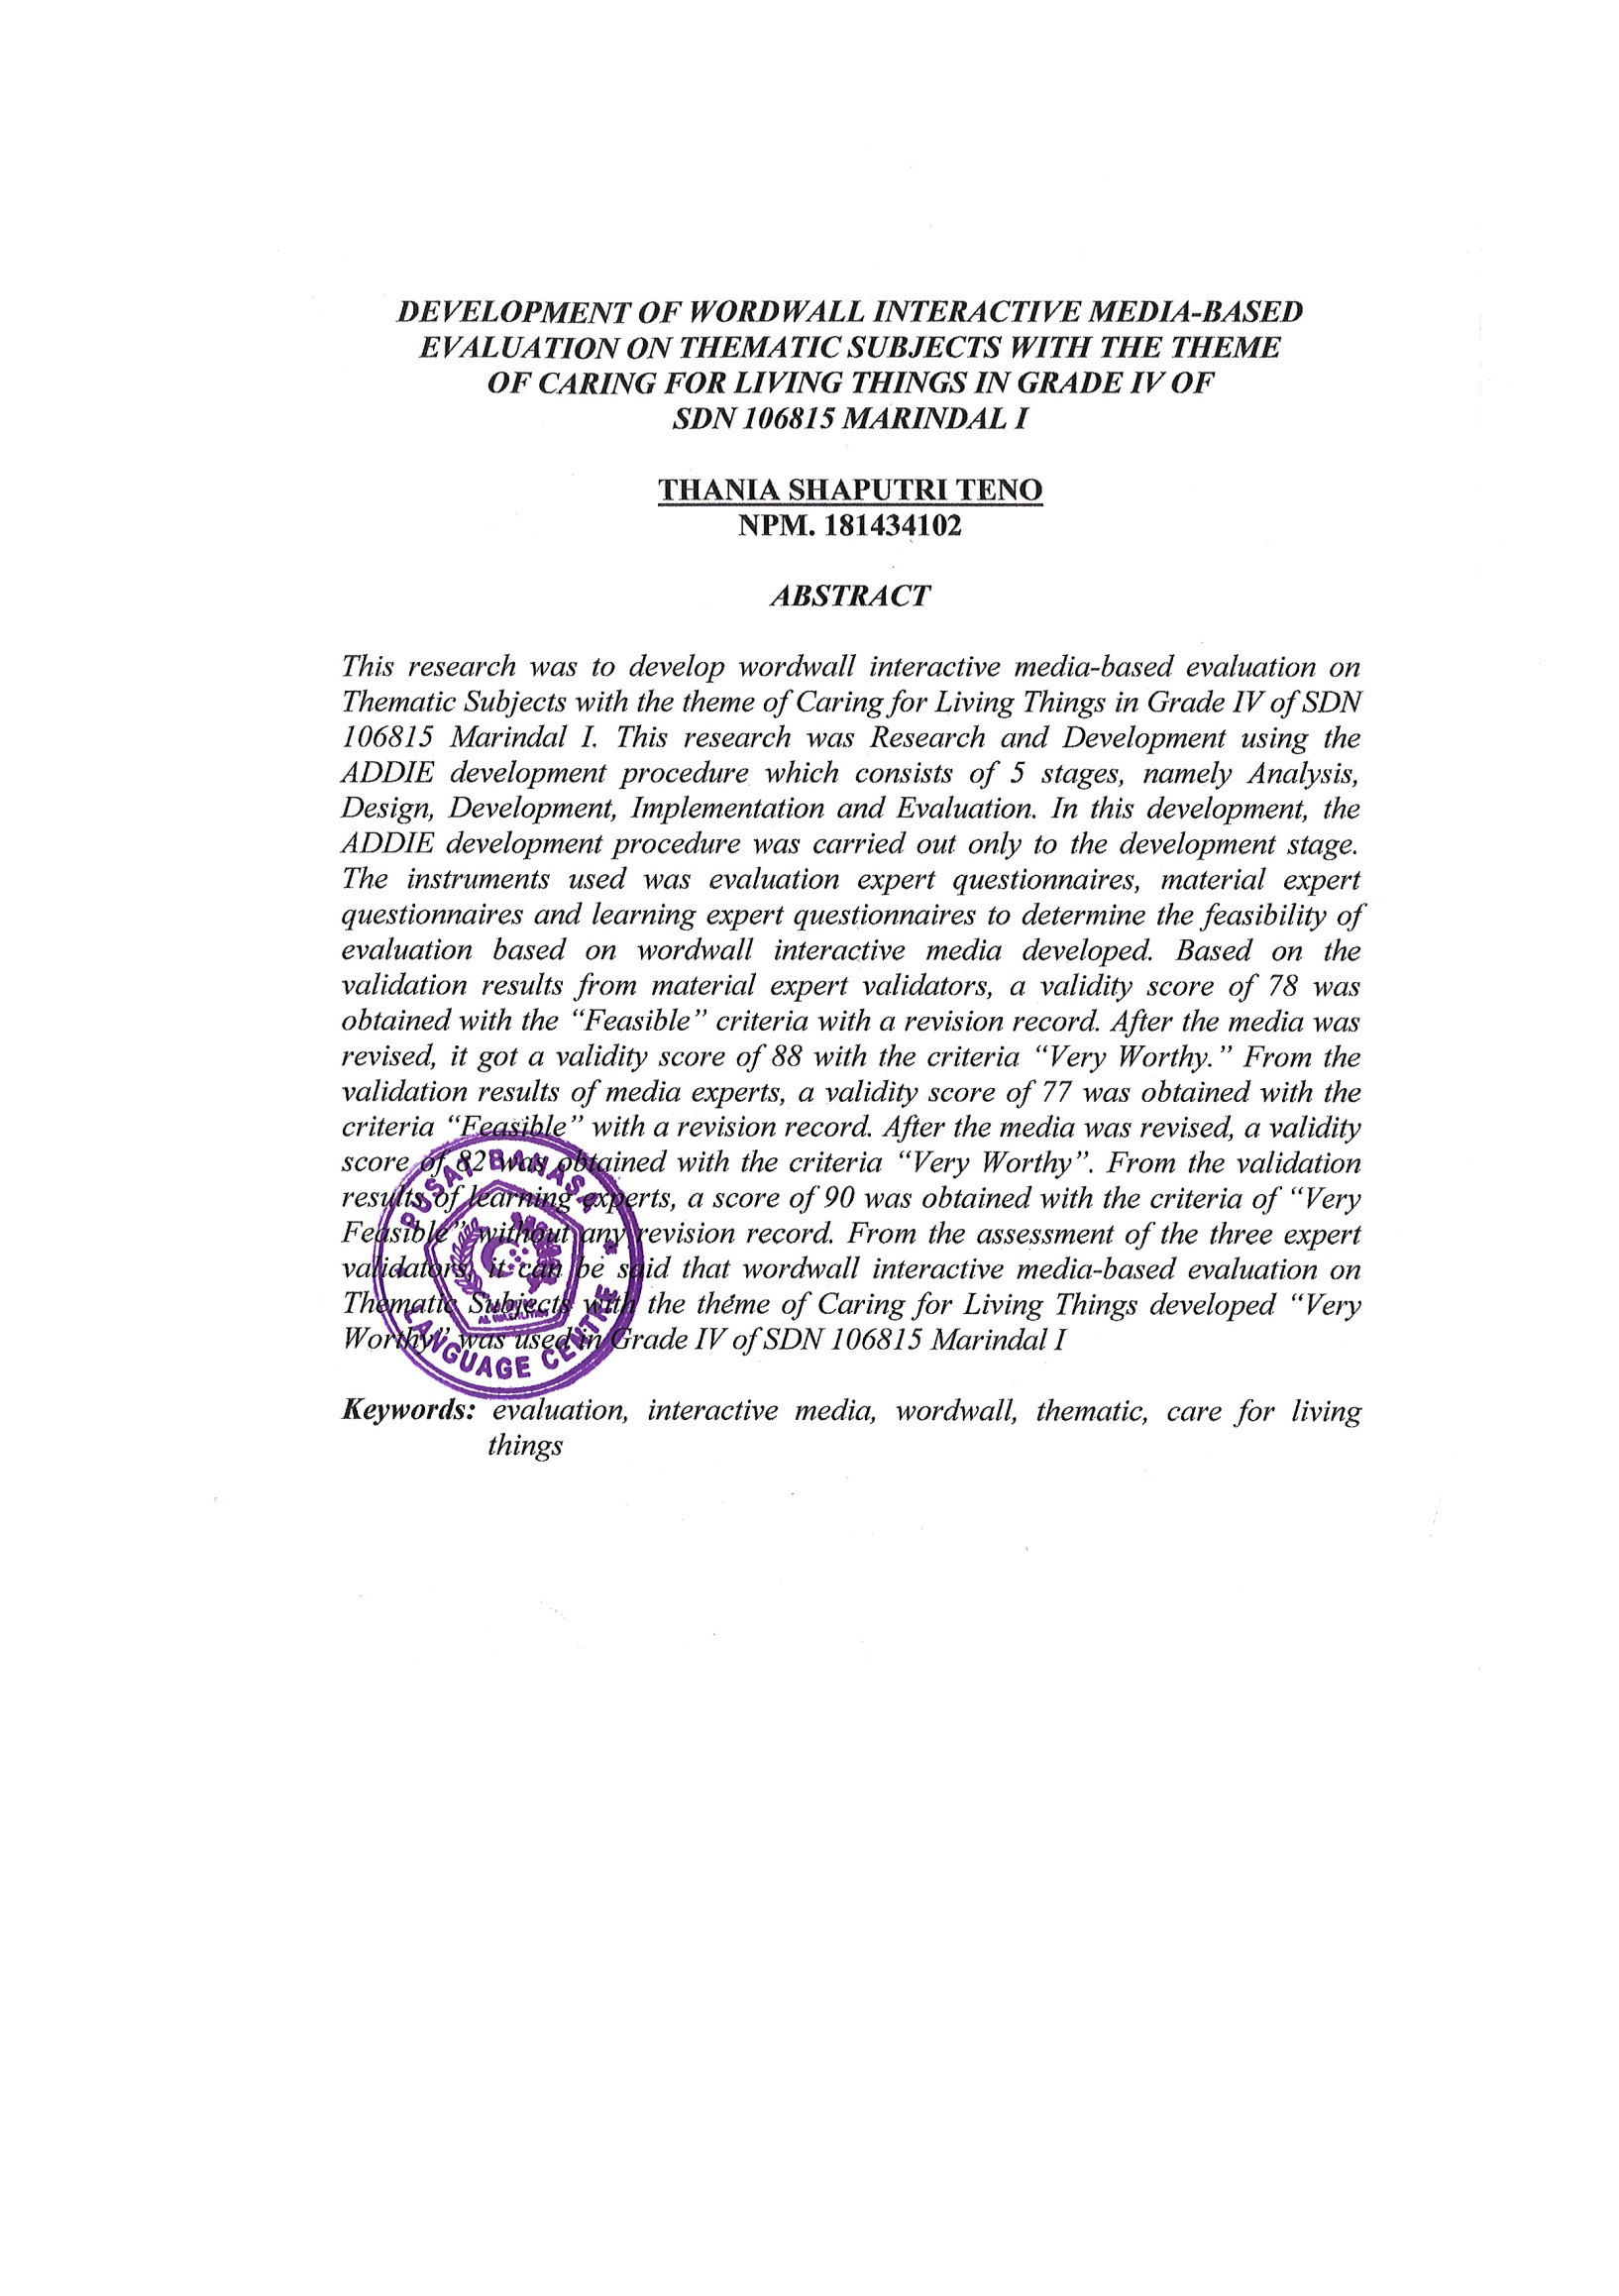 DEVELOPMENT OF WORDWALL INTERACTIVE MEDIA-BASED
EVALUATION ON THEMATIC SUBJECTS WITH THE THEME
OF CARING FOR LIVING THINGS IN GRADE IV OF
SDN 106815 MARINDAL I
THANIA SHAPUTRI TENO
NPM. 181434102
ABSTRACT
This research was to develop wordwall interactive media-based evaluation on
Thematic Subjects with the theme of Caring for Living Things in Grade IV of SDN
106815 Marindal I. This research was Research and Development using the
ADDIE development procedure which consists of 5 stages, namely Analysis,
Design, Development, Implementation and Evaluation. In this development, the
ADDIE development procedure was carried out only to the development stage.
The instruments used was evaluation expert questionnaires, material expert
questionnaires and learning expert questionnaires to determine the feasibility of
evaluation based on wordwall interactive media developed. Based on the
validation results from material expert validators, a validity score of 78 was
obtained with the “Feasible” criteria with a revision record. After the media was
revised, it got a validity score of 88 with the criteria “Very Worthy.” From the
validation results of media experts, a validity score of 77 was obtained with the
criteria “Feasible” with a revision record. After the media was revised, a validity
score of 82 was obtained with the criteria “Very Worthy”. From the validation
results of learning experts, a score of 90 was obtained with the criteria of “Very
Feasible” without any revision record. From the assessment of the three expert
validators, it can be said that wordwall interactive media-based evaluation on
Thematic Subjects with the theme of Caring for Living Things developed “Very
Worthy” was used in Grade IV of SDN 106815 Marindal I
Keywords: evaluation, interactive media, wordwall, thematic, care for living
things
PUSAT BAHASA
LANGUAGE CENTRE